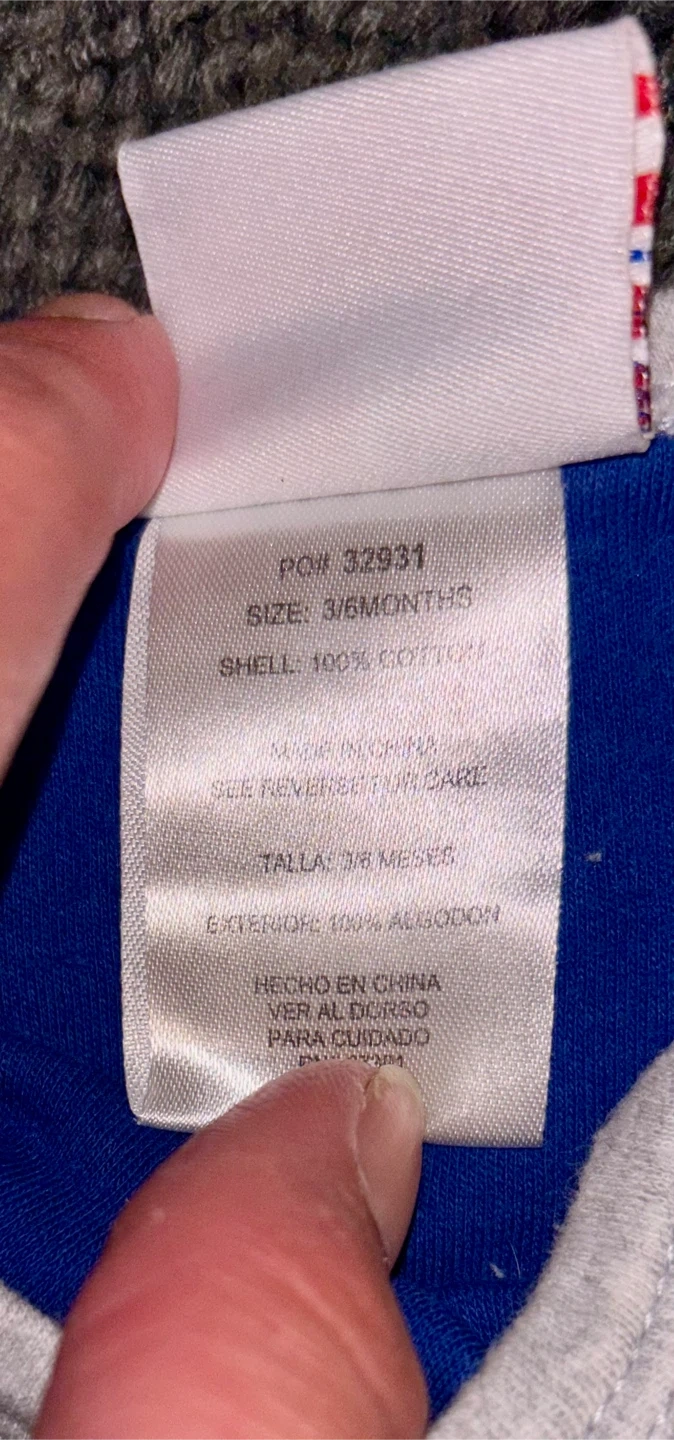 PO# 32931
SIZE: 3/6MONTHS
SHELL: 100% COTTON
MADE IN CHINA
SEE REVERSE FOR CARE
TALLA: 3/6 MESES
EXTERIOR: 100% ALGODON
HECHO EN CHINA
VER AL DORSO
PARA CUIDADO